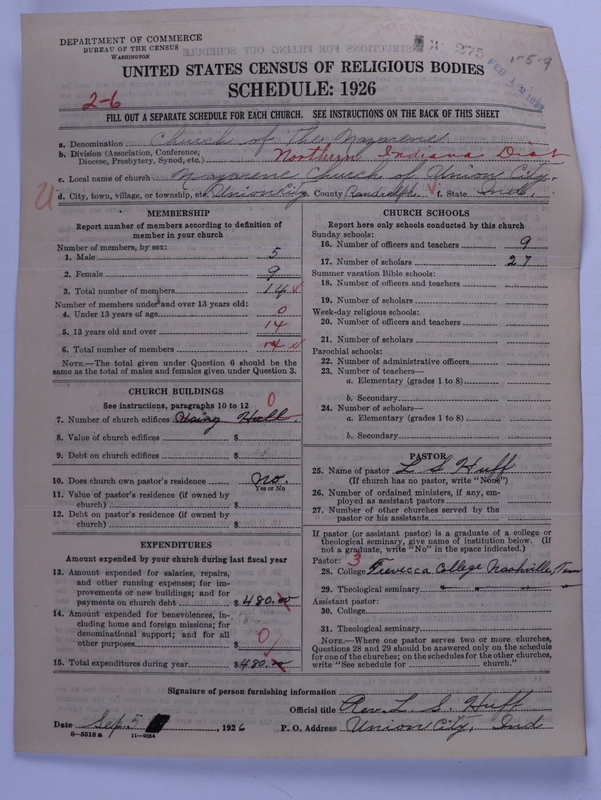 DEPARTMENT OF COMMERCE
BUREAU OF THE CENSUS
WASHINGTON
275
1-5-9
UNITED STATES CENSUS OF RELIGIOUS BODIES
SCHEDULE: 1926
2-6
FILL OUT A SEPARATE SCHEDULE FOR EACH CHURCH. SEE INSTRUCTIONS ON THE BACK OF THIS SHEET
a. Denomination Church of the Nazarene
b. Division (Association, Conference, Diocese, Presbytery, Synod, etc.) Northern Indiana Dist
c. Local name of church Nazarene Church of Union City
d. City, town, village, or township, etc. Union City e. County Randolph f. State Ind
MEMBERSHIP
Report number of members according to definition of
member in your church
Number of members, by sex:
1. Male 5
2. Female 9
3. Total number of members 14
Number of members under and over 13 years old:
4. Under 13 years of age 0
5. 13 years old and over 14
6. Total number of members 14
NOTE.—The total given under Question 6 should be the
same as the total of males and females given under Question 3.
CHURCH BUILDINGS
See instructions, paragraphs 10 to 12 0
7. Number of church edifices Using Hall
8. Value of church edifices $
9. Debt on church edifices $
10. Does church own pastor's residence no.
Yes or No
11. Value of pastor's residence (if owned by
church) $
12. Debt on pastor's residence (if owned by
church) $
EXPENDITURES
Amount expended by your church during last fiscal year
13. Amount expended for salaries, repairs,
and other running expenses; for im-
provements or new buildings; and for
payments on church debt $480.00
14. Amount expended for benevolences, in-
cluding home and foreign missions; for
denominational support; and for all
other purposes $ 0
15. Total expenditures during year $480.00
CHURCH SCHOOLS
Report here only schools conducted by this church
Sunday schools:
16. Number of officers and teachers 9
17. Number of scholars 27
Summer vacation Bible schools:
18. Number of officers and teachers
19. Number of scholars
Week-day religious schools:
20. Number of officers and teachers
21. Number of scholars
Parochial schools:
22. Number of administrative officers
23. Number of teachers—
a. Elementary (grades 1 to 8)
b. Secondary
24. Number of scholars—
a. Elementary (grades 1 to 8)
b. Secondary
PASTOR
25. Name of pastor L S Huff
(If church has no pastor, write "None")
26. Number of ordained ministers, if any, em-
ployed as assistant pastors
27. Number of other churches served by the
pastor or his assistants
If pastor (or assistant pastor) is a graduate of a college or
theological seminary, give name of institution below. (If
not a graduate, write "No" in the space indicated.)
Pastor: 3
28. College Trevecca College Nashville, Tenn
29. Theological seminary
Assistant pastor:
30. College
31. Theological seminary
NOTE.—Where one pastor serves two or more churches,
Questions 28 and 29 should be answered only on the schedule
for one of the churches; on the schedules for the other churches,
write "See schedule for church."
Signature of person furnishing information
Official title Rev. L. S. Huff
Date Sep. 5, 1926 P. O. Address Union City, Ind
8-5518 a 11-9054